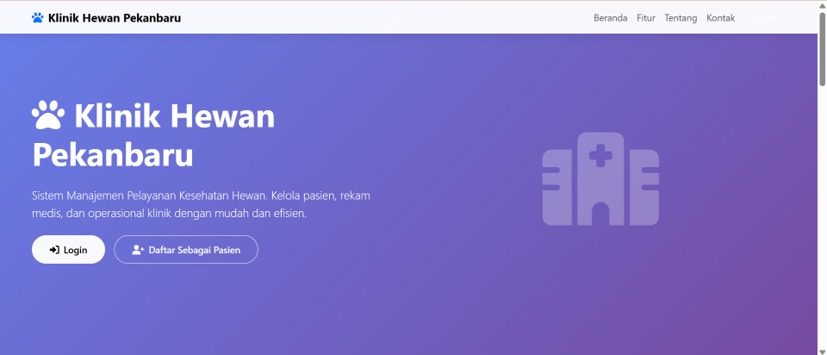 Klinik Hewan Pekanbaru
Beranda Fitur Tentang Kontak
Klinik Hewan
Pekanbaru
Sistem Manajemen Pelayanan Kesehatan Hewan. Kelola pasien, rekam
medis, dan operasional klinik dengan mudah dan efisien.
Login Daftar Sebagai Pasien